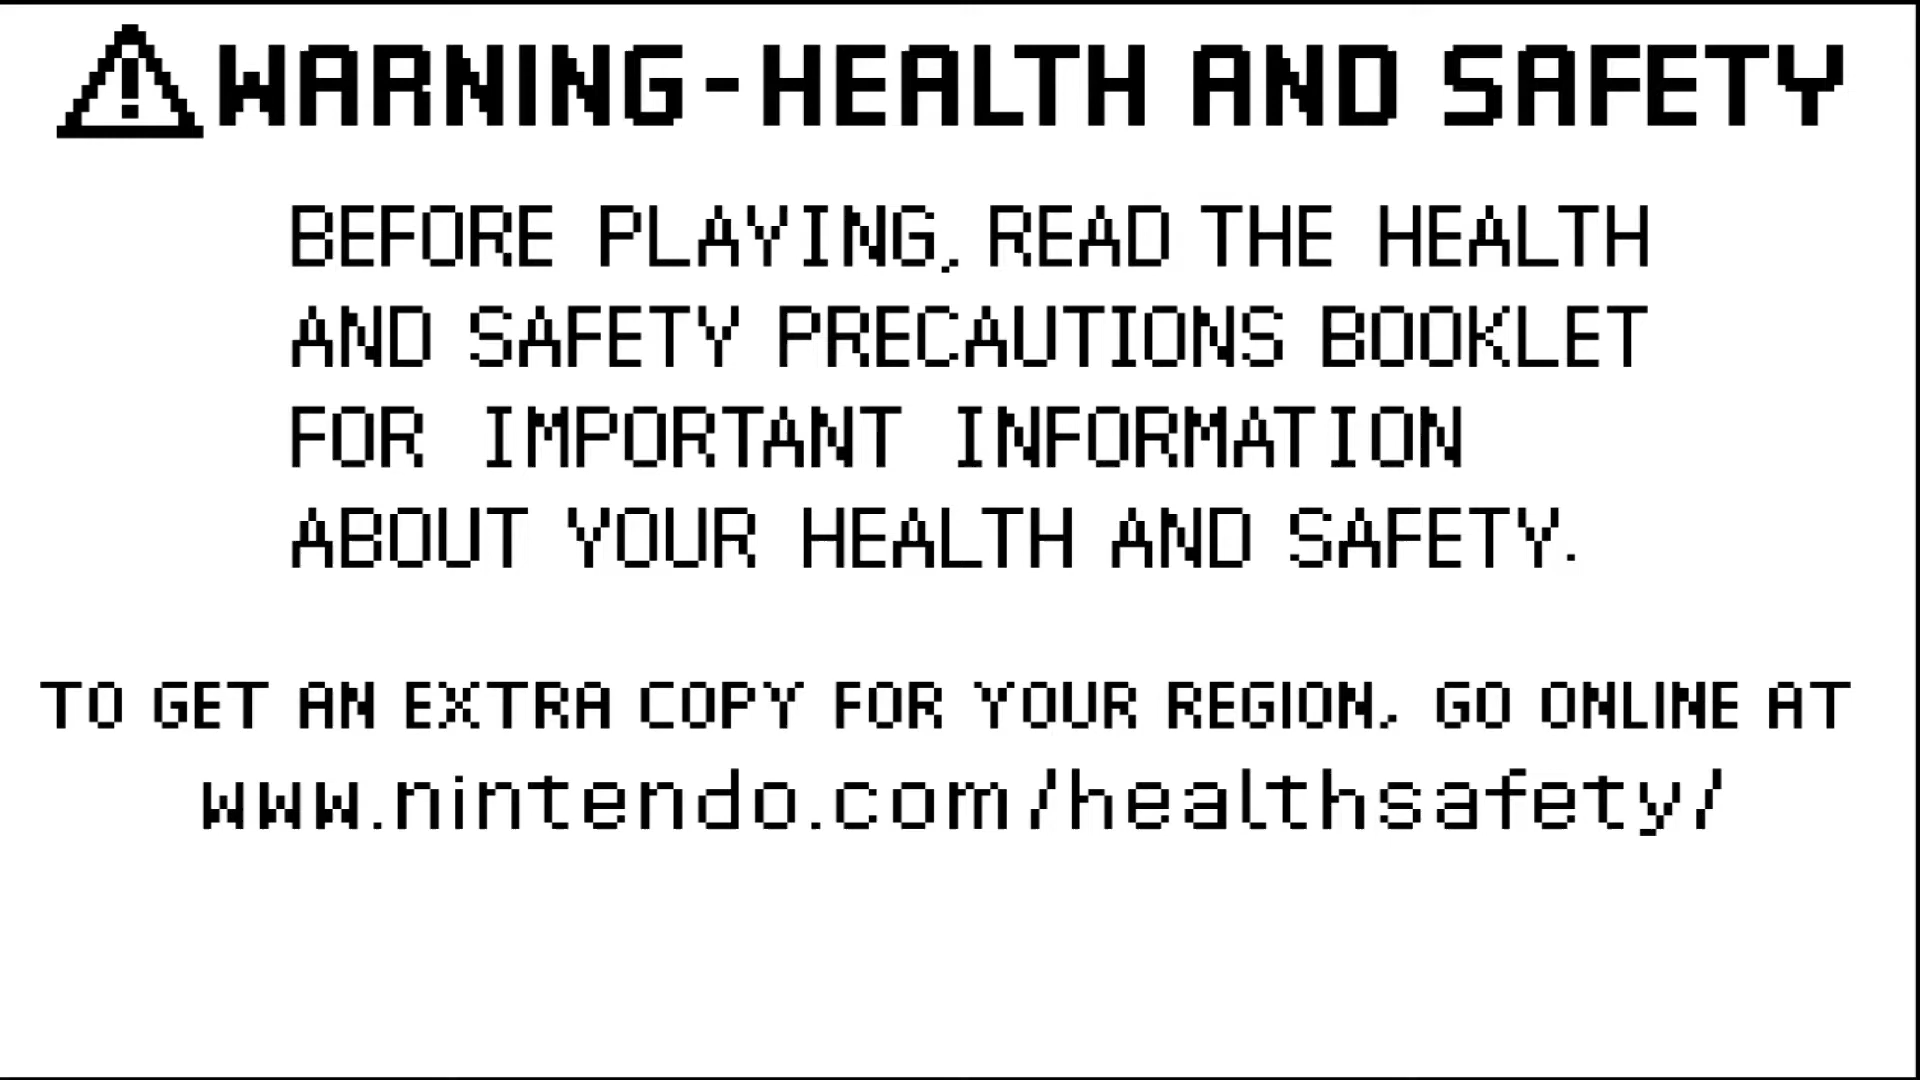 WARNING-HEALTH AND SAFETY
BEFORE PLAYING, READ THE HEALTH
AND SAFETY PRECAUTIONS BOOKLET
FOR IMPORTANT INFORMATION
ABOUT YOUR HEALTH AND SAFETY.
TO GET AN EXTRA COPY FOR YOUR REGION, GO ONLINE AT
www.nintendo.com/healthsafety/